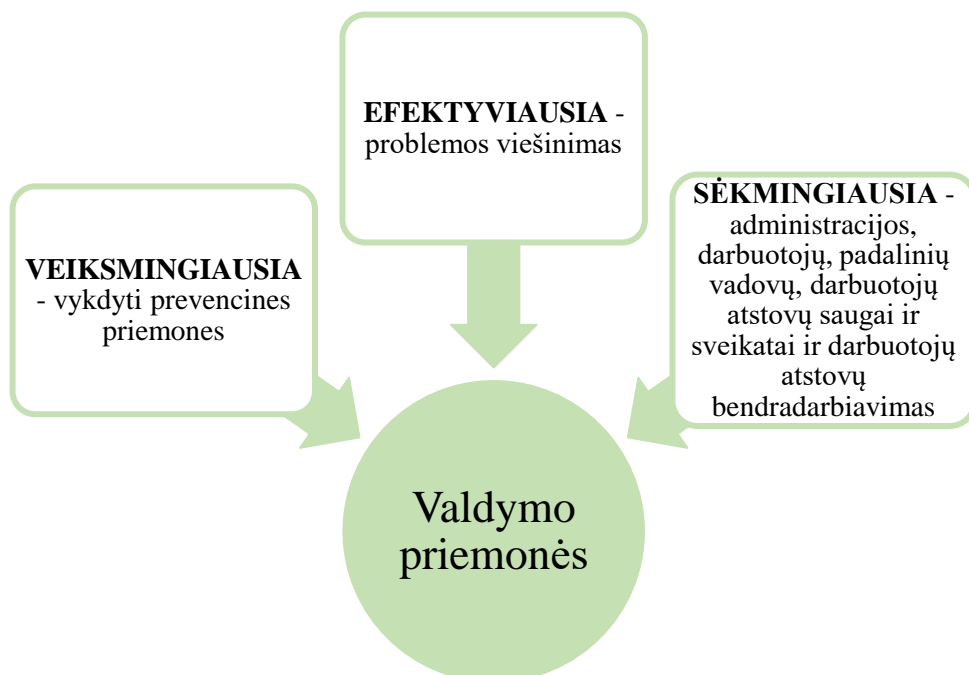 EFEKTYVIAUSIA -
problemos viešinimas
VEIKSMINGIAUSIA
- vykdyti prevencines
priemones
SĖKMINGIAUSIA -
administracijos,
darbuotojų, padalinių
vadovų, darbuotojų
atstovų saugai ir
sveikatai ir darbuotojų
atstovų
bendradarbiavimas
Valdymo
priemonės